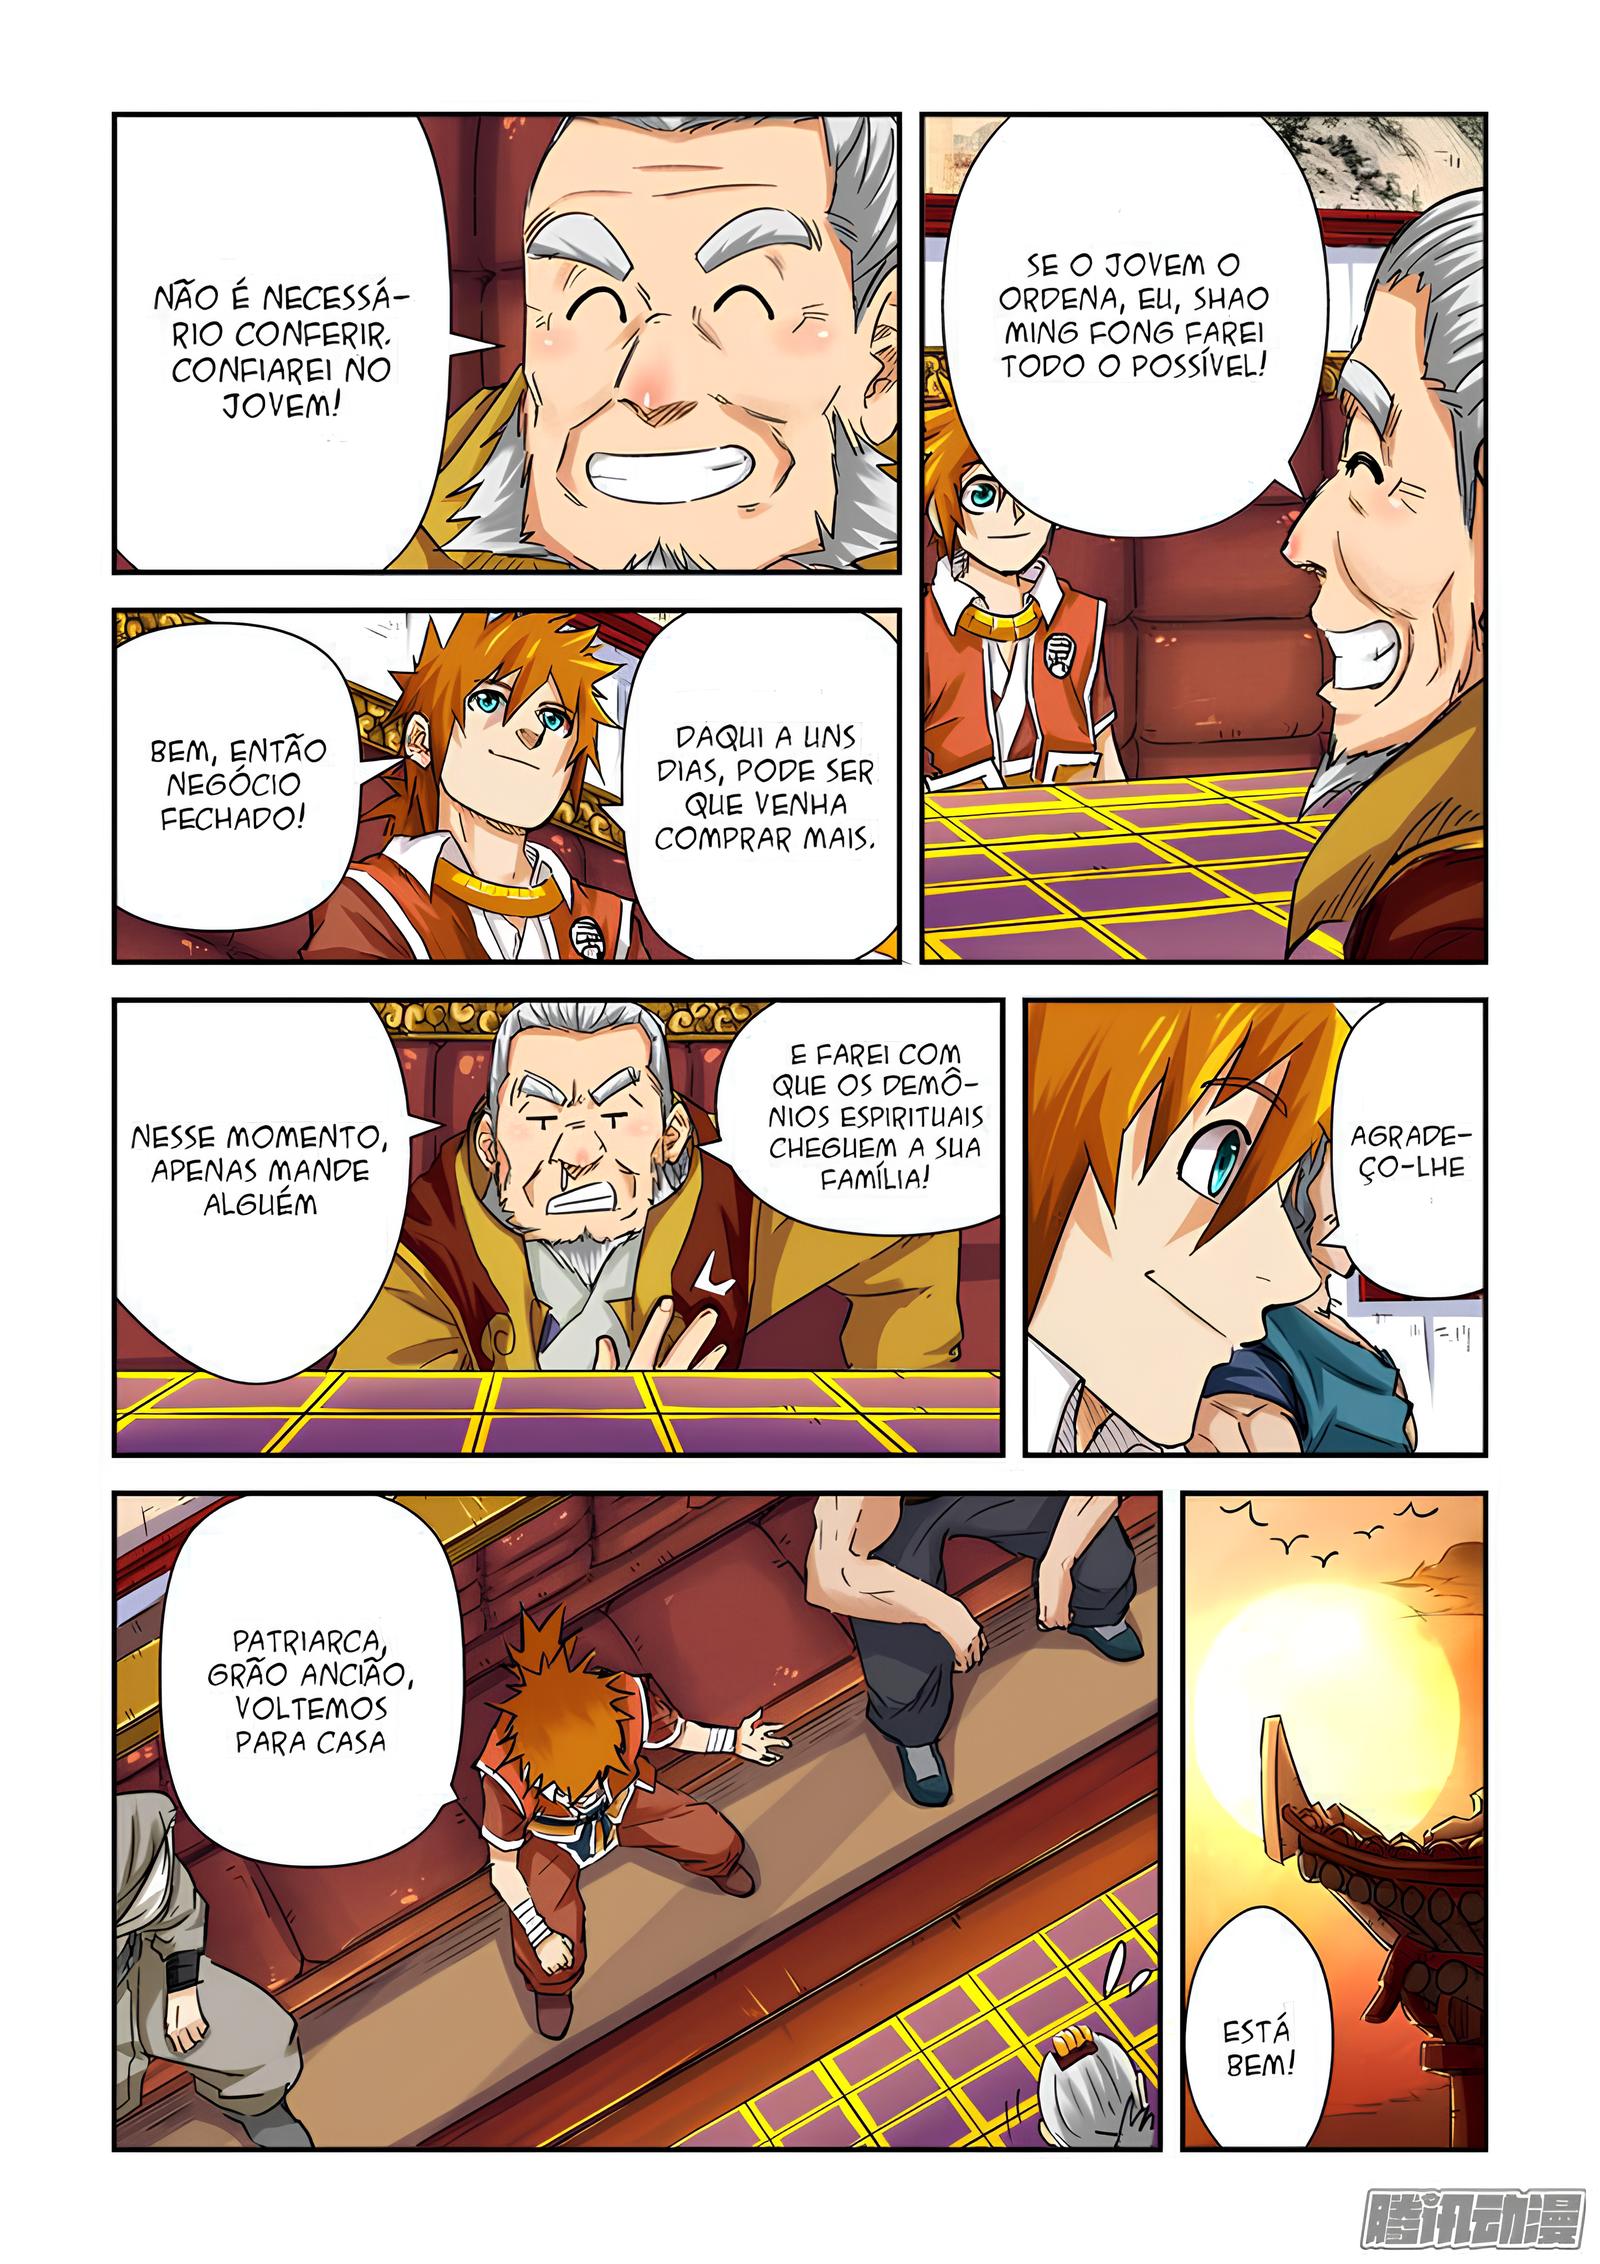 NÃO É NECESSÁ-
RIO CONFERIR.
CONFIAREI NO
JOVEM!
SE O JOVEM O
ORDENA, EU, SHAO
MING FONG FAREI
TODO O POSSÍVEL!
BEM, ENTÃO
NEGÓCIO
FECHADO!
DAQUI A UNS
DIAS, PODE SER
QUE VENHA
COMPRAR MAIS.
NESSE MOMENTO,
APENAS MANDE
ALGUÉM
E FAREI COM
QUE OS DEMÔ-
NIOS ESPIRITUAIS
CHEGUEM A SUA
FAMÍLIA!
AGRADE-
ÇO-LHE
PATRIARCA,
GRÃO ANCIÃO,
VOLTEMOS
PARA CASA
ESTÁ
BEM!
腾讯动漫